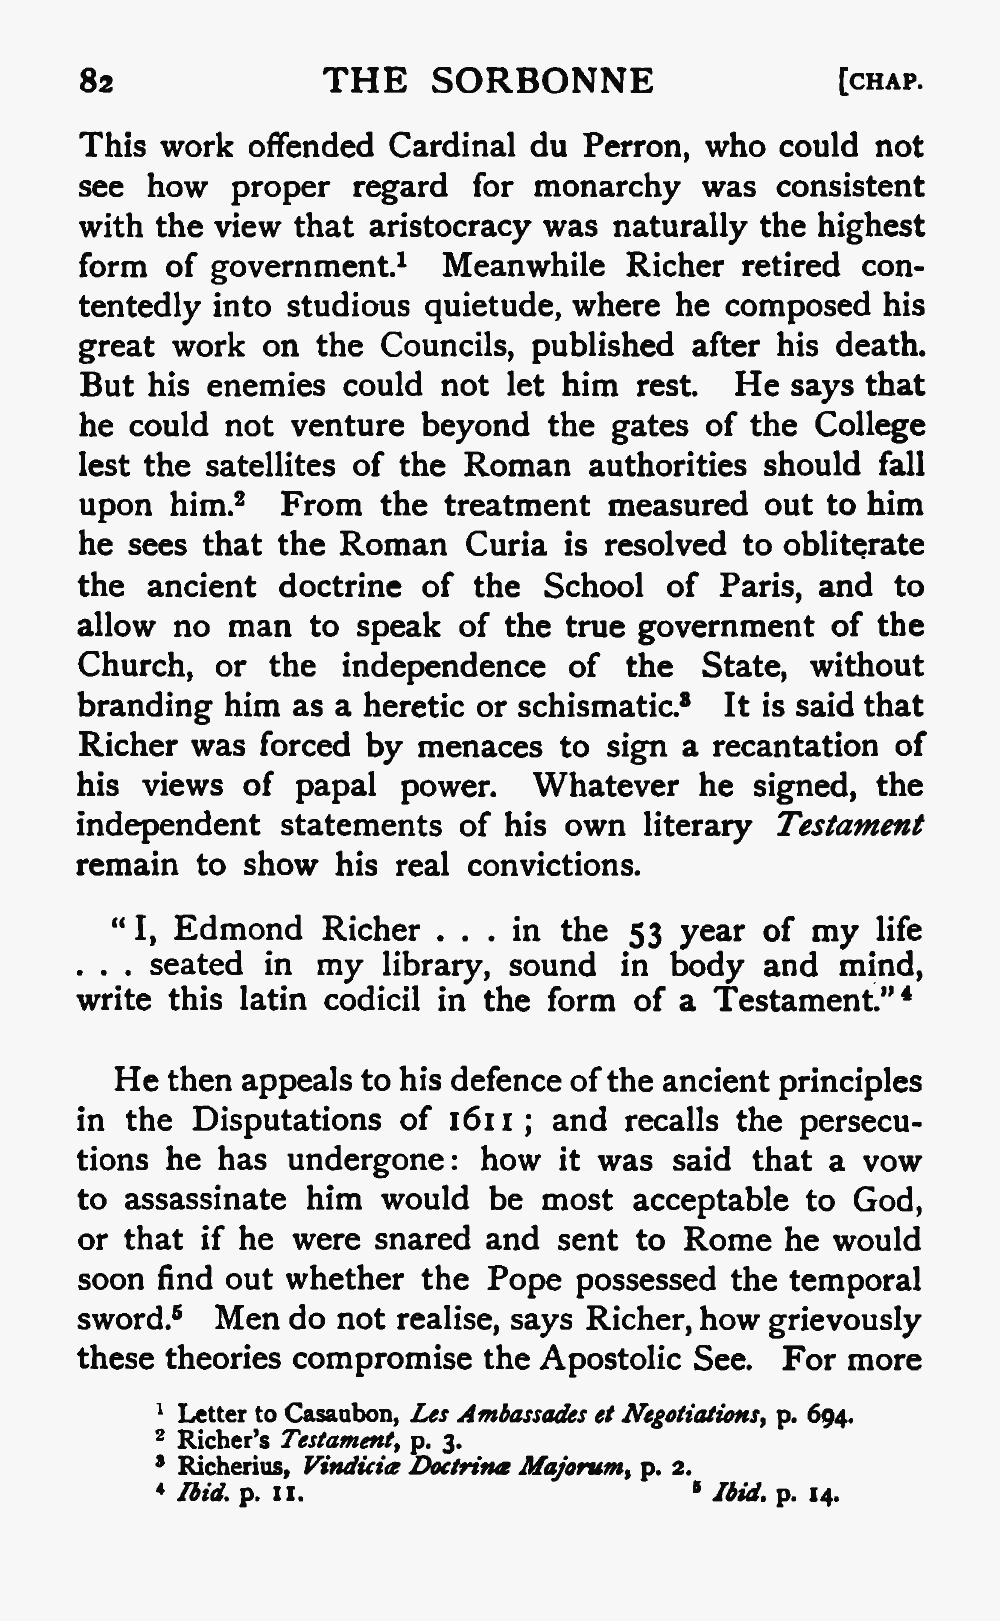 82 THE SORBONNE [CHAP.
This work offended Cardinal du Perron, who could not
see how proper regard for monarchy was consistent
with the view that aristocracy was naturally the highest
form of government.¹ Meanwhile Richer retired con-
tentedly into studious quietude, where he composed his
great work on the Councils, published after his death.
But his enemies could not let him rest. He says that
he could not venture beyond the gates of the College
lest the satellites of the Roman authorities should fall
upon him.² From the treatment measured out to him
he sees that the Roman Curia is resolved to obliterate
the ancient doctrine of the School of Paris, and to
allow no man to speak of the true government of the
Church, or the independence of the State, without
branding him as a heretic or schismatic.³ It is said that
Richer was forced by menaces to sign a recantation of
his views of papal power. Whatever he signed, the
independent statements of his own literary Testament
remain to show his real convictions.
"I, Edmond Richer . . . in the 53 year of my life
. . . seated in my library, sound in body and mind,
write this latin codicil in the form of a Testament."⁴
He then appeals to his defence of the ancient principles
in the Disputations of 1611; and recalls the persecu-
tions he has undergone: how it was said that a vow
to assassinate him would be most acceptable to God,
or that if he were snared and sent to Rome he would
soon find out whether the Pope possessed the temporal
sword.⁵ Men do not realise, says Richer, how grievously
these theories compromise the Apostolic See. For more
¹ Letter to Casaubon, Les Ambassades et Negotiations, p. 694.
² Richer's Testament, p. 3.
³ Richerius, Vindiciæ Doctrinæ Majorum, p. 2.
⁴ Ibid. p. 11. ⁵ Ibid. p. 14.